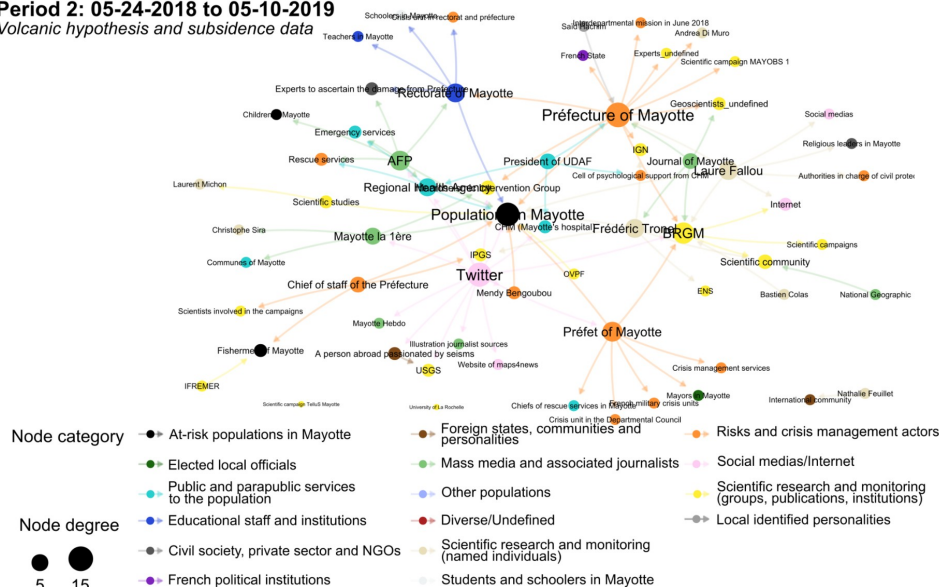 Period 2: 05-24-2018 to 05-10-2019
Volcanic hypothesis and subsidence data
Schoolers in Mayotte
Crisis unit in rectorat and préfecture
Teachers in Mayotte
Interdepartmental mission in June 2018
Saïd Hachim
Andrea Di Muro
French State
Experts_undefined
Scientific campaign MAYOBS 1
Experts to ascertain the damage from Prefecture
Rectorate of Mayotte
Geoscientists_undefined
Children of Mayotte
Préfecture of Mayotte
Social medias
Emergency services
IGN
Religious leaders in Mayotte
Rescue services
AFP
President of UDAF
Journal of Mayotte
Laure Fallou
Cell of psychological support from CHM
Authorities in charge of civil protec
Laurent Michon
Regional Health Agency
Intervention Group
Scientific studies
Internet
Population in Mayotte
Christophe Sira
CHM (Mayotte's hospital
Frédéric Tronel
BRGM
Mayotte la 1ère
Scientific campaigns
IPGS
Communes of Mayotte
Scientific community
Twitter
OVPF
Chief of staff of the Préfecture
Mendy Bengoubou
ENS
Bastien Colas
National Geographic
Scientists involved in the campaigns
Mayotte Hebdo
Préfet of Mayotte
Illustration journalist sources
Fishermen of Mayotte
A person abroad passionated by seisms
Website of maps4news
USGS
Crisis management services
IFREMER
Mayors in Mayotte
Nathalie Feuillet
International community
Scientific campaign TelluS Mayotte
University of La Rochelle
Chiefs of rescue services in Mayotte
French military crisis units
Crisis unit in the Departmental Council
Node category
At-risk populations in Mayotte
Elected local officials
Public and parapublic services
to the population
Educational staff and institutions
Civil society, private sector and NGOs
French political institutions
Foreign states, communities and
personalities
Mass media and associated journalists
Other populations
Diverse/Undefined
Scientific research and monitoring
(named individuals)
Students and schoolers in Mayotte
Risks and crisis management actors
Social medias/Internet
Scientific research and monitoring
(groups, publications, institutions)
Local identified personalities
Node degree
5 15